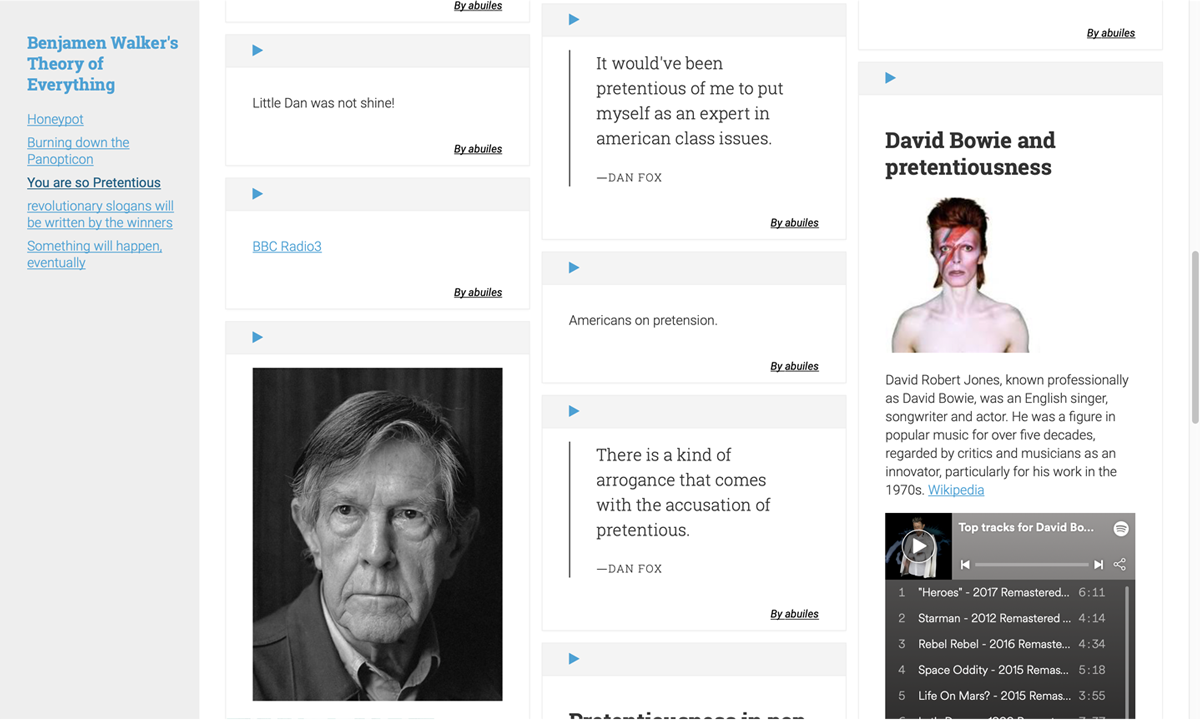 Benjamen Walker's
Theory of
Everything
Honeypot
Burning down the
Panopticon
You are so Pretentious
revolutionary slogans will
be written by the winners
Something will happen,
eventually
By abuiles
Little Dan was not shine!
By abuiles
BBC Radio3
By abuiles
It would've been
pretentious of me to put
myself as an expert in
american class issues.
—DAN FOX
By abuiles
Americans on pretension.
By abuiles
There is a kind of
arrogance that comes
with the accusation of
pretentious.
—DAN FOX
By abuiles
Pretentiousness in pop
By abuiles
David Bowie and
pretentiousness
David Robert Jones, known professionally
as David Bowie, was an English singer,
songwriter and actor. He was a figure in
popular music for over five decades,
regarded by critics and musicians as an
innovator, particularly for his work in the
1970s. Wikipedia
Top tracks for David Bo...
1 "Heroes" - 2017 Remastered... 6:11
2 Starman - 2012 Remastered ... 4:14
3 Rebel Rebel - 2016 Remaste... 4:34
4 Space Oddity - 2015 Remas... 5:18
5 Life On Mars? - 2015 Remas... 3:55